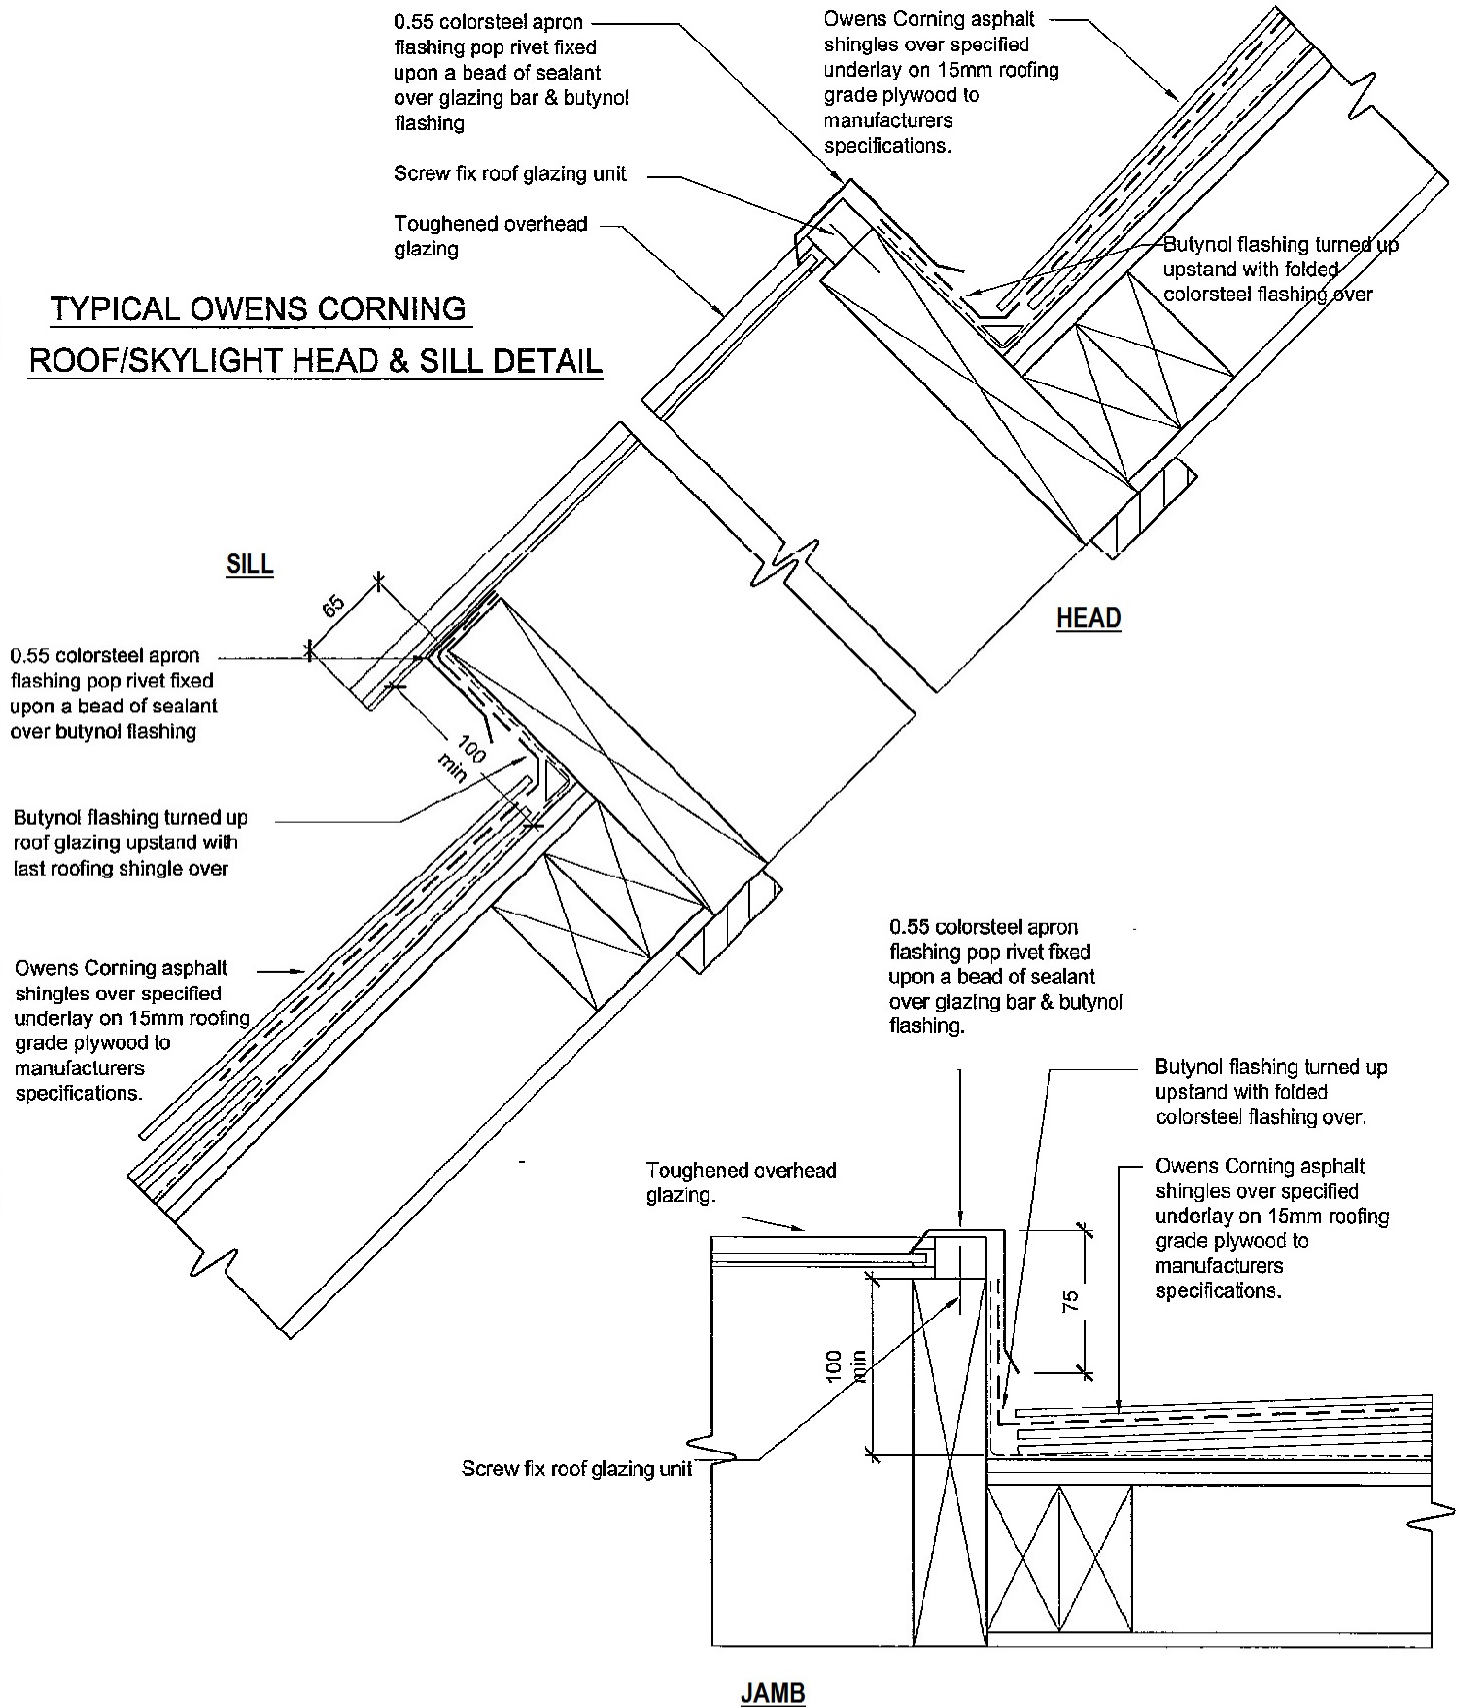 0.55 colorsteel apron
flashing pop rivet fixed
upon a bead of sealant
over glazing bar & butynol
flashing
Screw fix roof glazing unit
Toughened overhead
glazing
Owens Corning asphalt
shingles over specified
underlay on 15mm roofing
grade plywood to
manufacturers
specifications.
Butynol flashing turned up
upstand with folded
colorsteel flashing over
TYPICAL OWENS CORNING
ROOF/SKYLIGHT HEAD & SILL DETAIL
SILL
65
HEAD
0.55 colorsteel apron
flashing pop rivet fixed
upon a bead of sealant
over butynol flashing
100
min
Butynol flashing turned up
roof glazing upstand with
last roofing shingle over
Owens Corning asphalt
shingles over specified
underlay on 15mm roofing
grade plywood to
manufacturers
specifications.
0.55 colorsteel apron
flashing pop rivet fixed
upon a bead of sealant
over glazing bar & butynol
flashing.
Butynol flashing turned up
upstand with folded
colorsteel flashing over.
Toughened overhead
glazing.
Owens Corning asphalt
shingles over specified
underlay on 15mm roofing
grade plywood to
manufacturers
specifications.
75
100
min
Screw fix roof glazing unit
JAMB